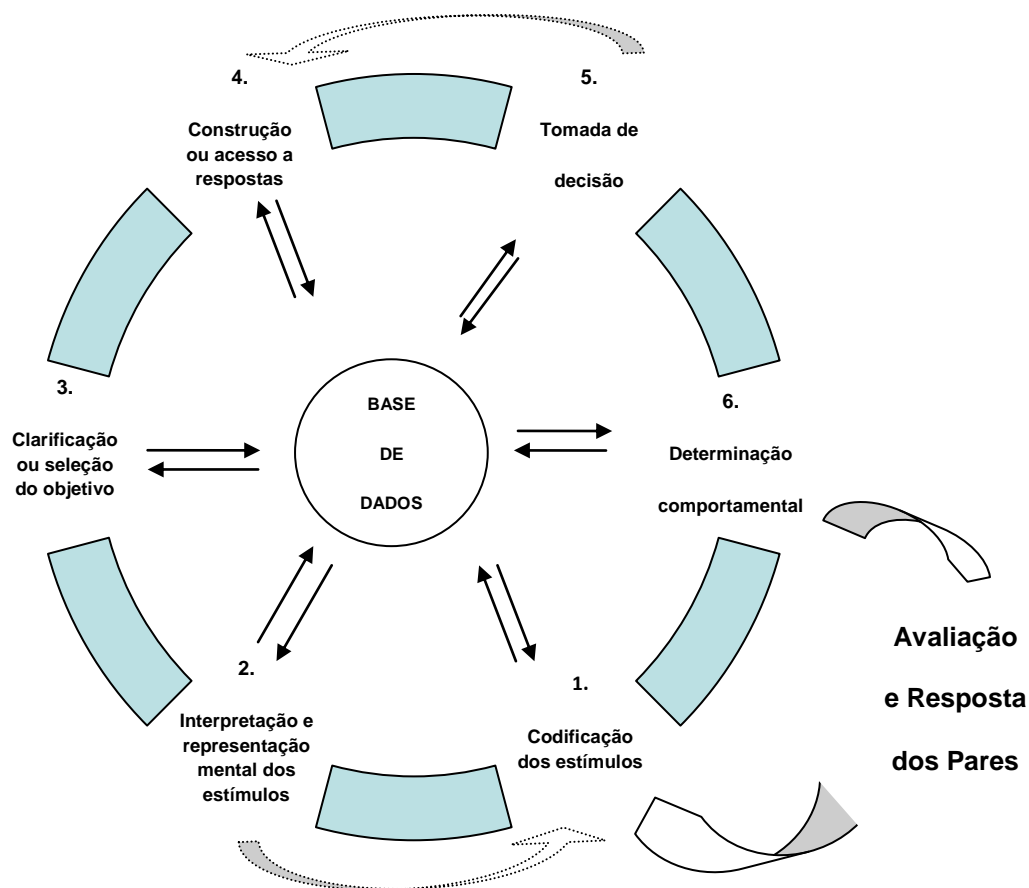 4.
Construção
ou acesso a
respostas
5.
Tomada de
decisão
3.
Clarificação
ou seleção
do objetivo
BASE
DE
DADOS
6.
Determinação
comportamental
2.
Interpretação e
representação
mental dos
estímulos
1.
Codificação
dos estímulos
Avaliação
e Resposta
dos Pares